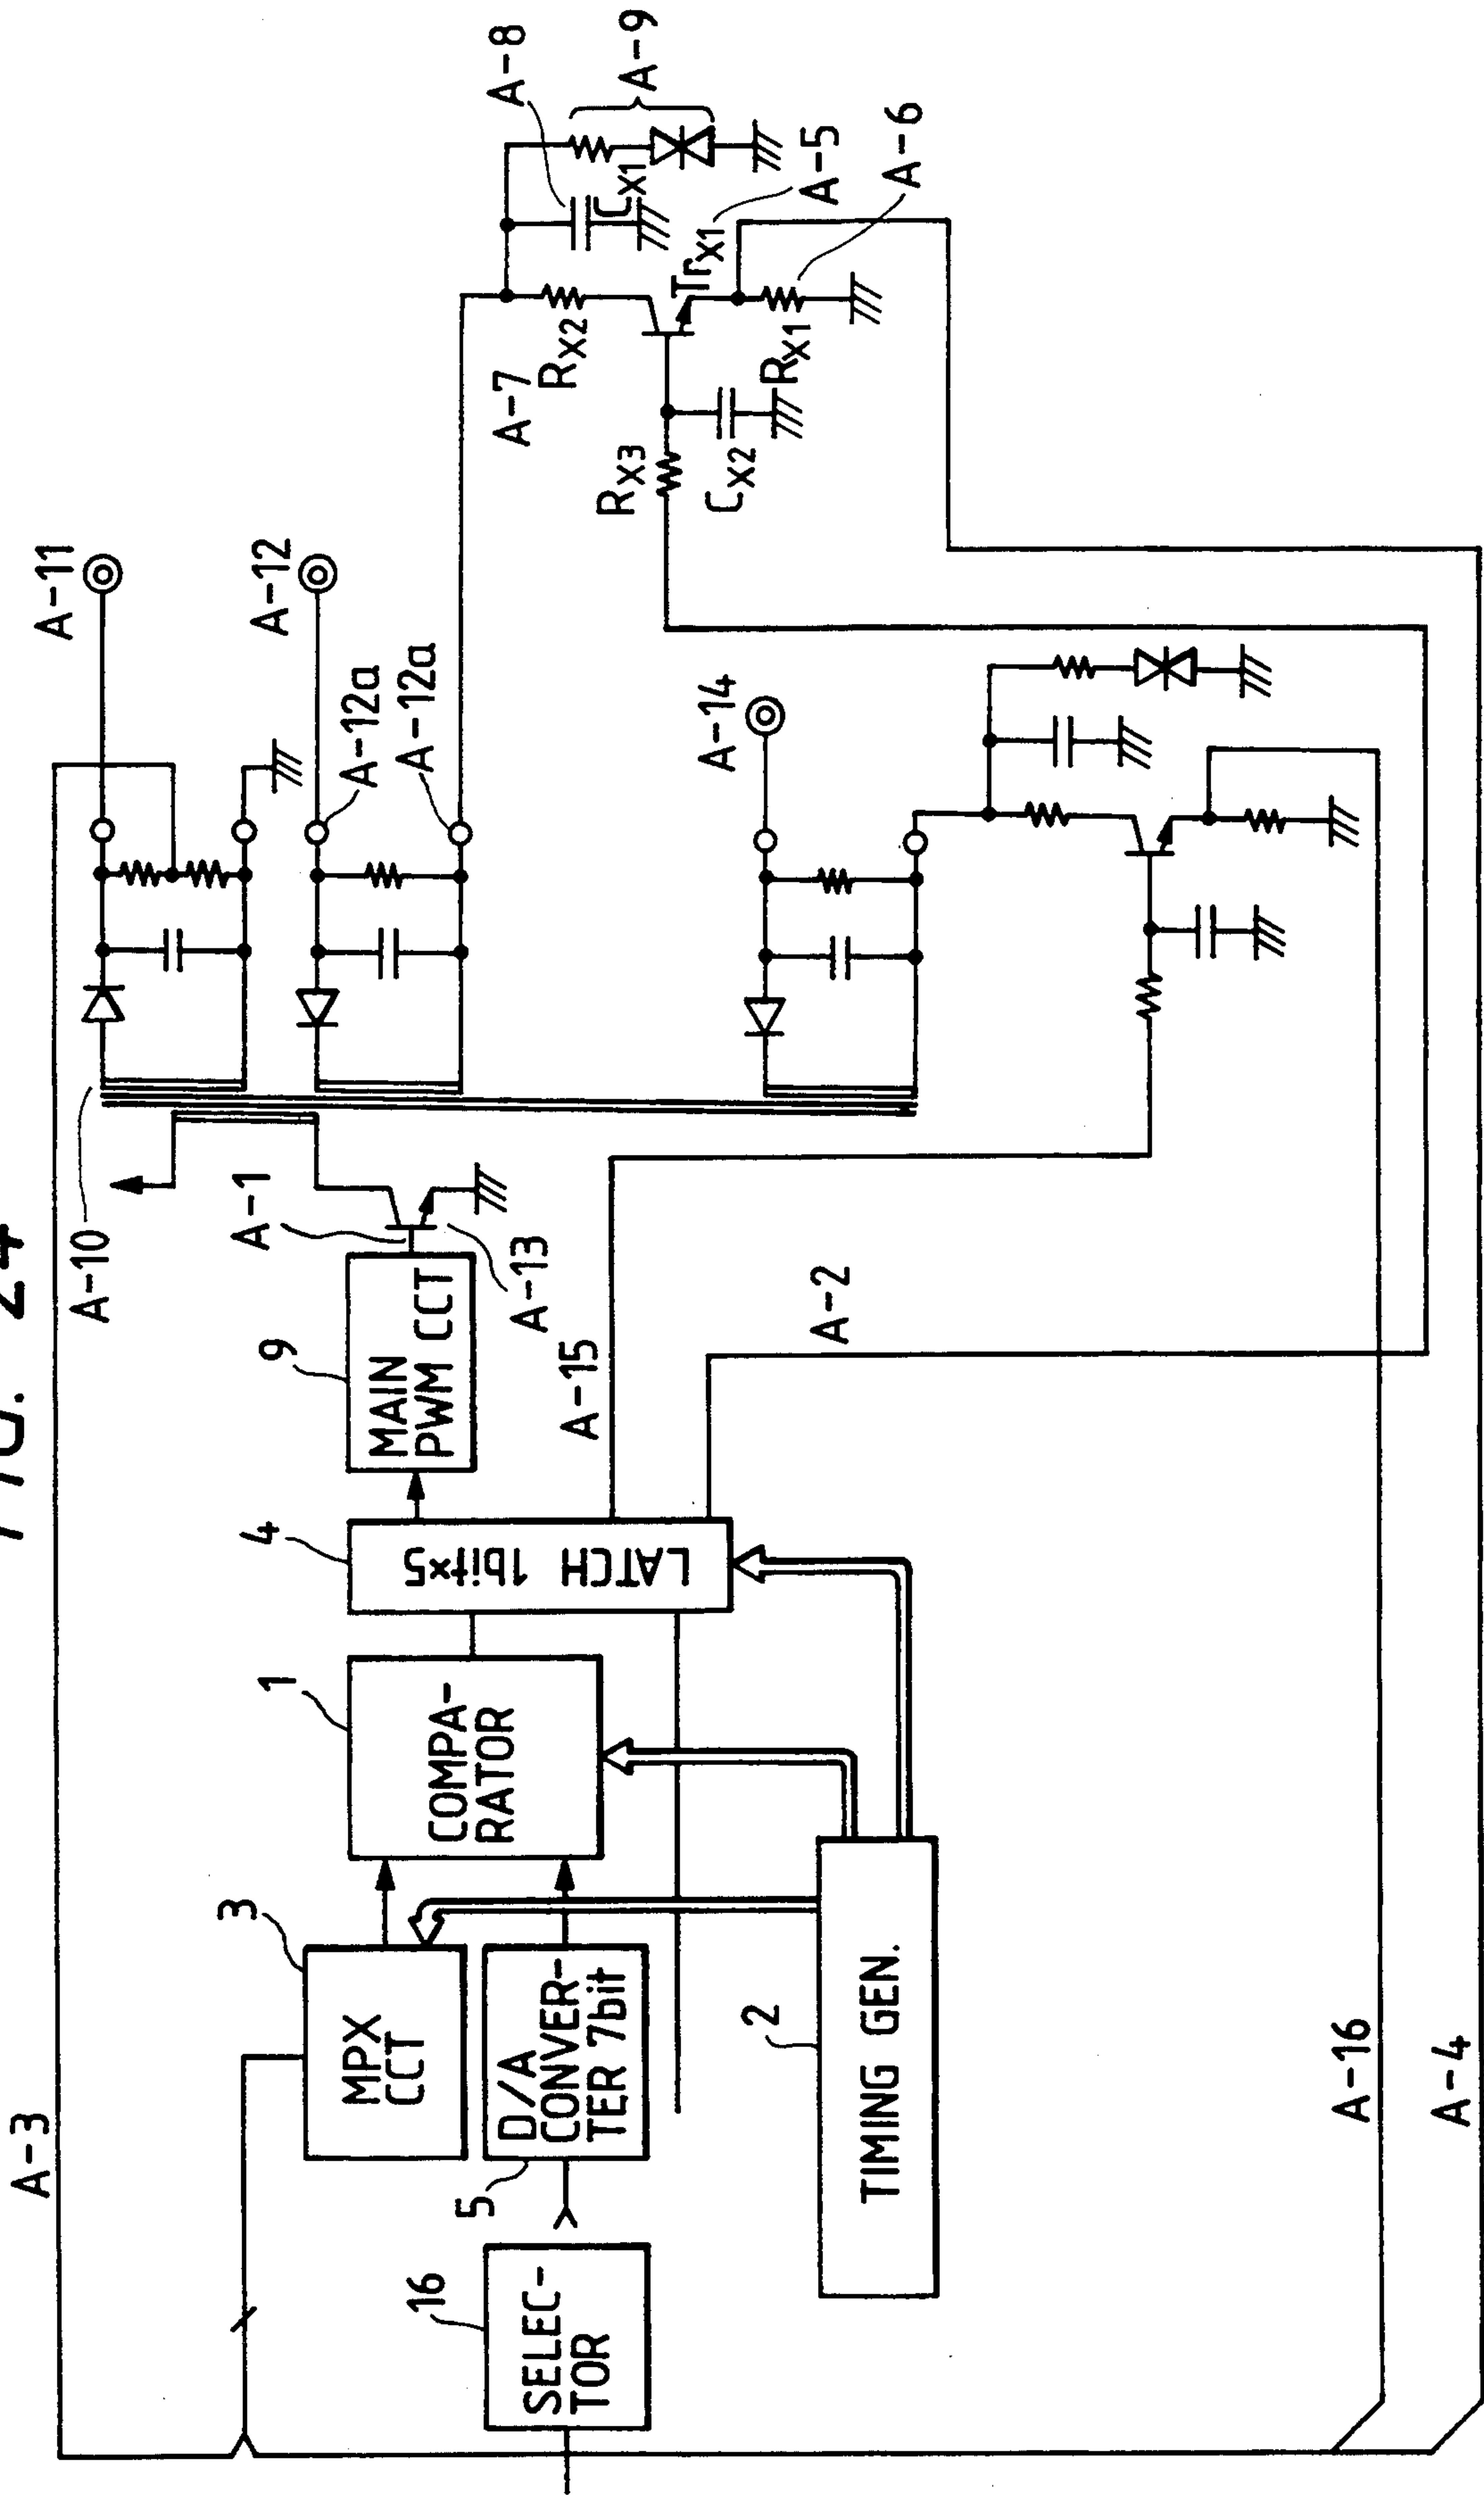 FIG. 24
A-3
A-10
A-11
A-12
A-12a
A-12a
A-14
A-1
A-13
9
MAIN
PWM CCT
4
LATCH 1bit×5
A-15
A-2
1
COMPA-
RATOR
3
MPX
CCT
5
D/A
CONVER-
TER 7bit
16
SELEC-
TOR
2
TIMING GEN.
A-16
A-4
A-7
RX2
RX3
CX2
RX1
TrX1
CX1
A-8
A-9
A-5
A-6